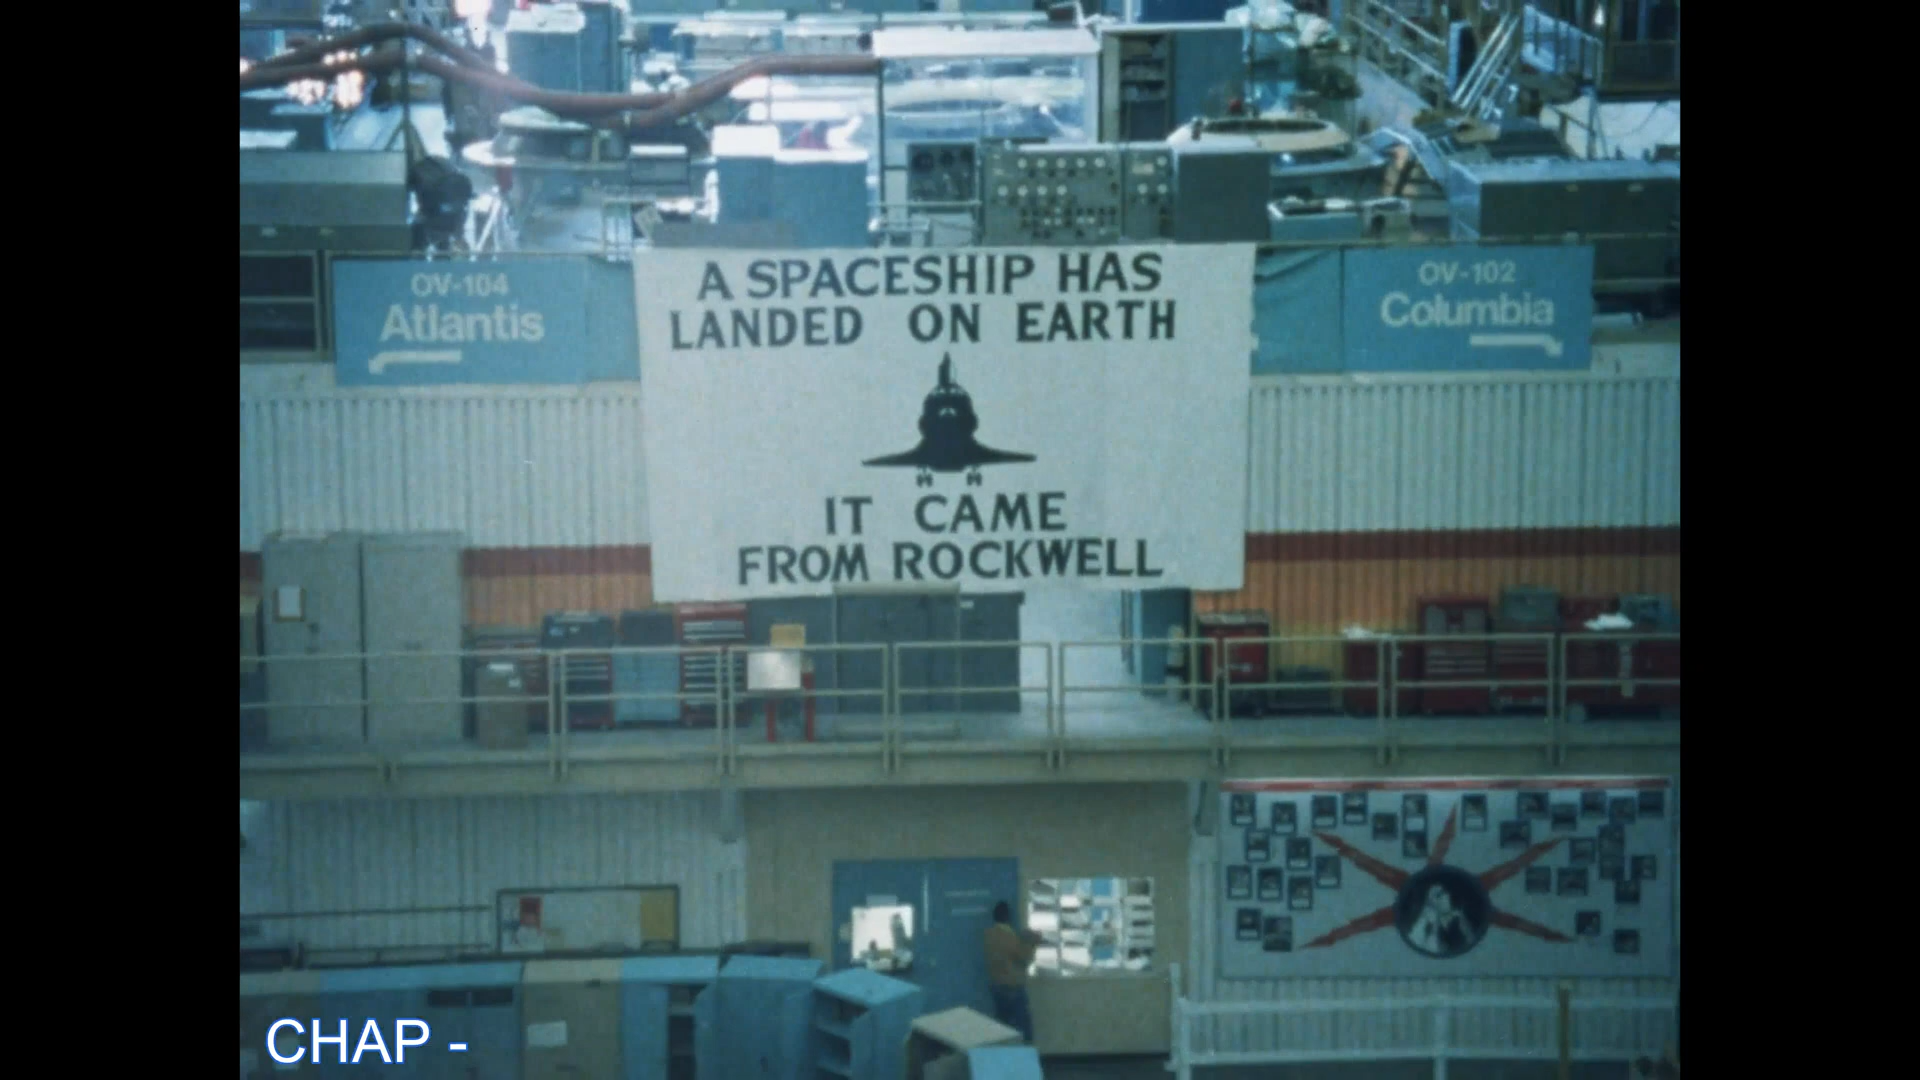 OV-104
Atlantis
A SPACESHIP HAS
LANDED ON EARTH
IT CAME
FROM ROCKWELL
OV-102
Columbia
CHAP -